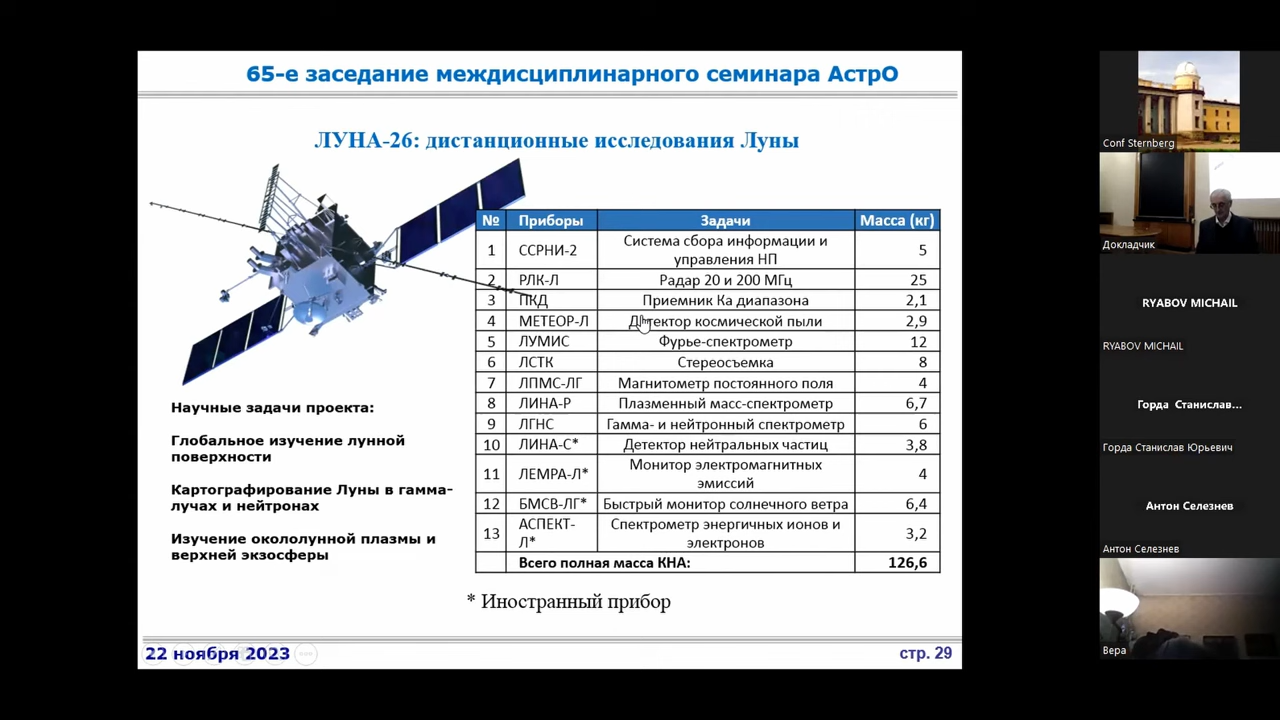 65-е заседание междисциплинарного семинара АстрО
ЛУНА-26: дистанционные исследования Луны
№ Приборы Задачи Масса (кг)
1 ССРНИ-2 Система сбора информации и управления НП 5
2 РЛК-Л Радар 20 и 200 МГц 25
3 ПКД Приемник Ка диапазона 2,1
4 МЕТЕОР-Л Детектор космической пыли 2,9
5 ЛУМИС Фурье-спектрометр 12
6 ЛСТК Стереосъемка 8
7 ЛПМС-ЛГ Магнитометр постоянного поля 4
8 ЛИНА-Р Плазменный масс-спектрометр 6,7
9 ЛГНС Гамма- и нейтронный спектрометр 6
10 ЛИНА-С* Детектор нейтральных частиц 3,8
11 ЛЕМРА-Л* Монитор электромагнитных эмиссий 4
12 БМСВ-ЛГ* Быстрый монитор солнечного ветра 6,4
13 АСПЕКТ-Л* Спектрометр энергичных ионов и электронов 3,2
Всего полная масса КНА: 126,6
* Иностранный прибор
Научные задачи проекта:
Глобальное изучение лунной
поверхности
Картографирование Луны в гамма-
лучах и нейтронах
Изучение окололунной плазмы и
верхней экзосферы
22 ноября 2023
стр. 29
Conf Sternberg
Докладчик
RYABOV MICHAIL
RYABOV MICHAIL
Горда Станислав...
Горда Станислав Юрьевич
Антон Селезнев
Антон Селезнев
Вера